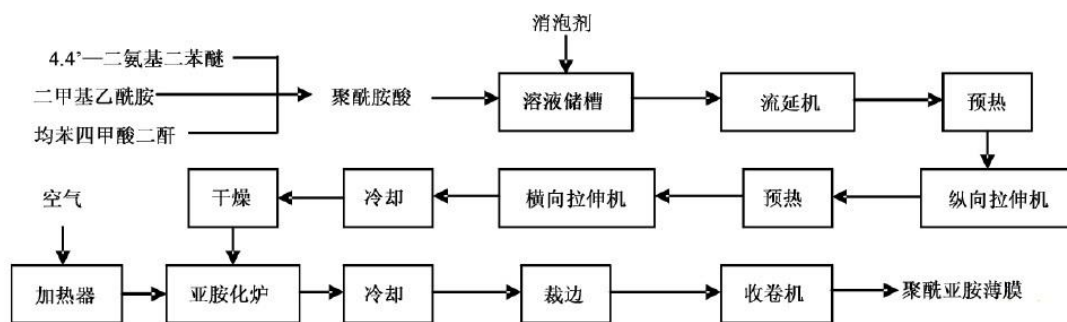 消泡剂
4.4’—二氨基二苯醚
二甲基乙酰胺
均苯四甲酸二酐
聚酰胺酸
溶液储槽
流延机
预热
空气
干燥
冷却
横向拉伸机
预热
纵向拉伸机
加热器
亚胺化炉
冷却
裁边
收卷机
聚酰亚胺薄膜